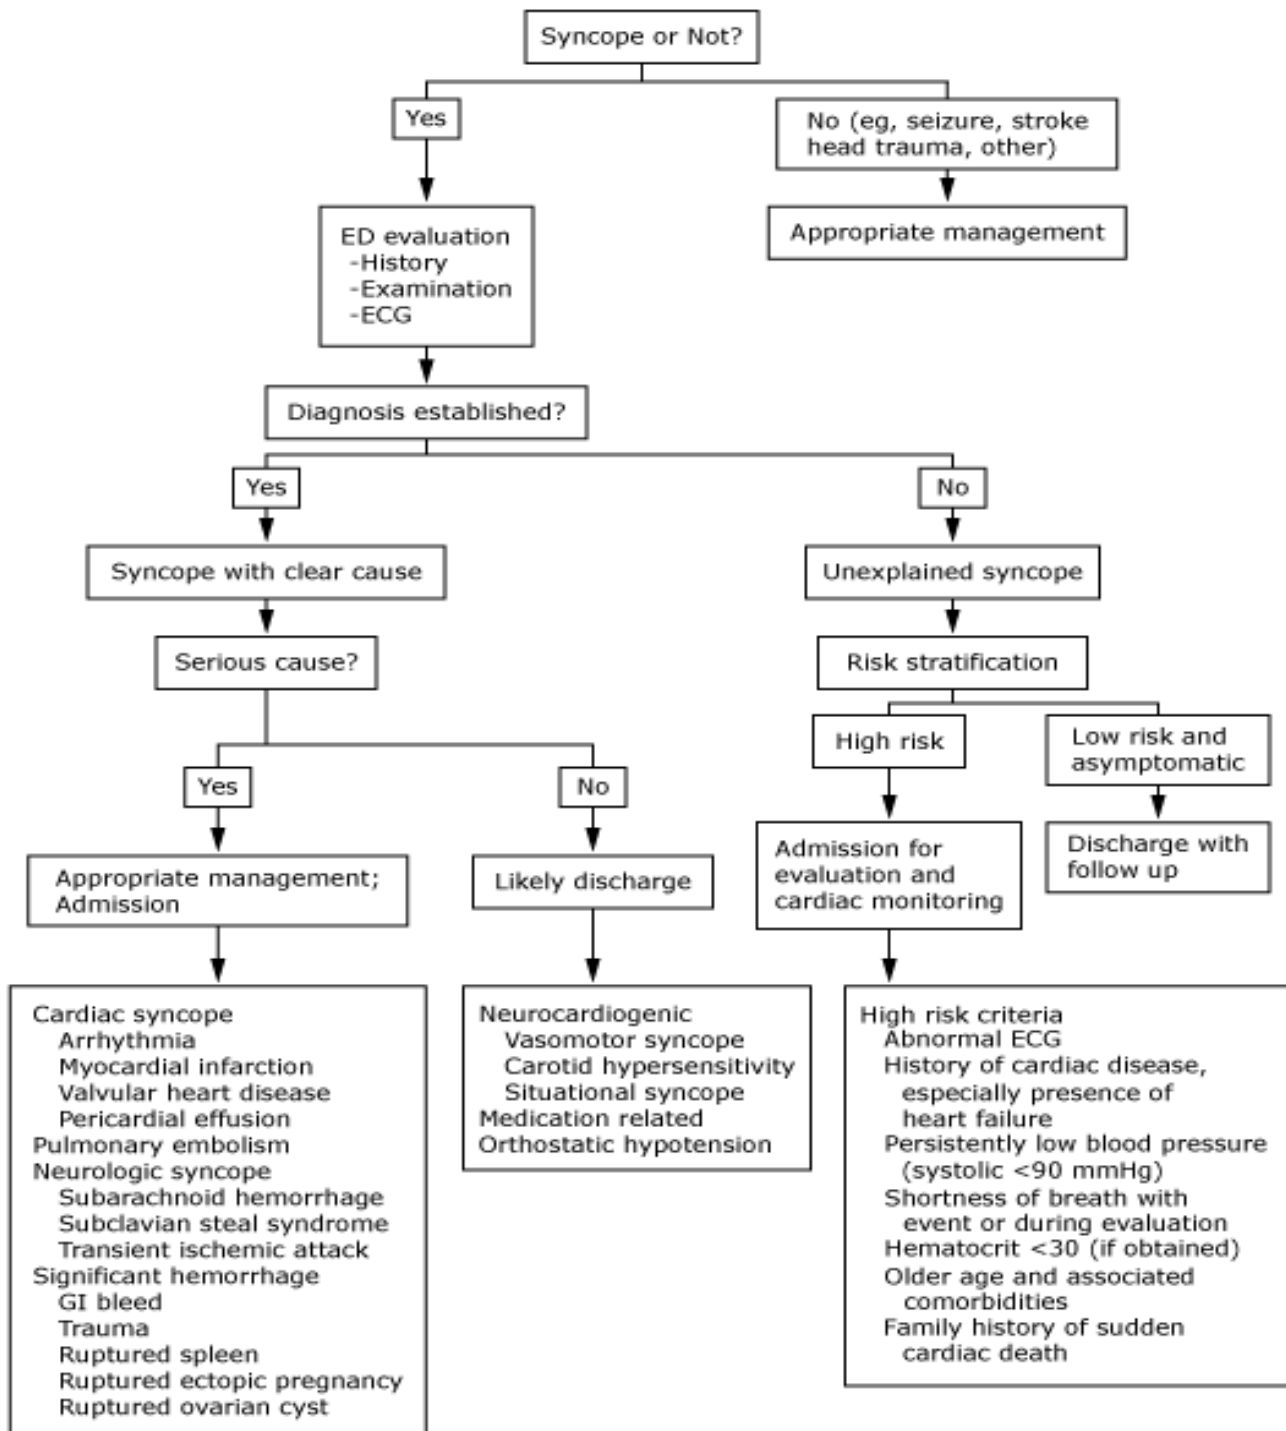 Syncope or Not?
Yes
No (eg, seizure, stroke
head trauma, other)
ED evaluation
-History
-Examination
-ECG
Appropriate management
Diagnosis established?
Yes
No
Syncope with clear cause
Unexplained syncope
Serious cause?
Risk stratification
High risk
Low risk and
asymptomatic
Yes
No
Appropriate management;
Admission
Likely discharge
Admission for
evaluation and
cardiac monitoring
Discharge with
follow up
Cardiac syncope
Arrhythmia
Myocardial infarction
Valvular heart disease
Pericardial effusion
Pulmonary embolism
Neurologic syncope
Subarachnoid hemorrhage
Subclavian steal syndrome
Transient ischemic attack
Significant hemorrhage
GI bleed
Trauma
Ruptured spleen
Ruptured ectopic pregnancy
Ruptured ovarian cyst
Neurocardiogenic
Vasomotor syncope
Carotid hypersensitivity
Situational syncope
Medication related
Orthostatic hypotension
High risk criteria
Abnormal ECG
History of cardiac disease,
especially presence of
heart failure
Persistently low blood pressure
(systolic <90 mmHg)
Shortness of breath with
event or during evaluation
Hematocrit <30 (if obtained)
Older age and associated
comorbidities
Family history of sudden
cardiac death